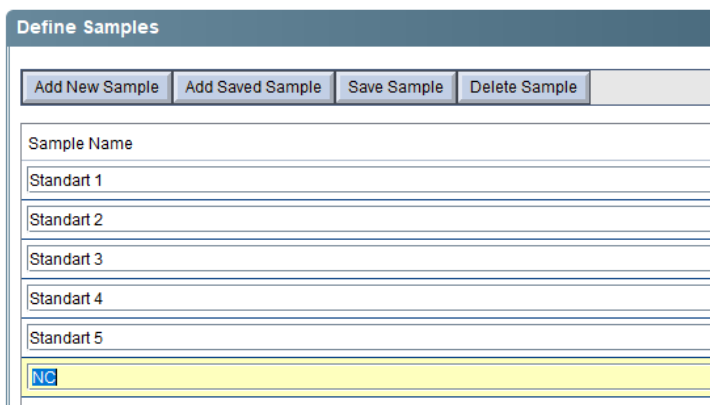 Define Samples
Add New Sample Add Saved Sample Save Sample Delete Sample
Sample Name
Standart 1
Standart 2
Standart 3
Standart 4
Standart 5
NC